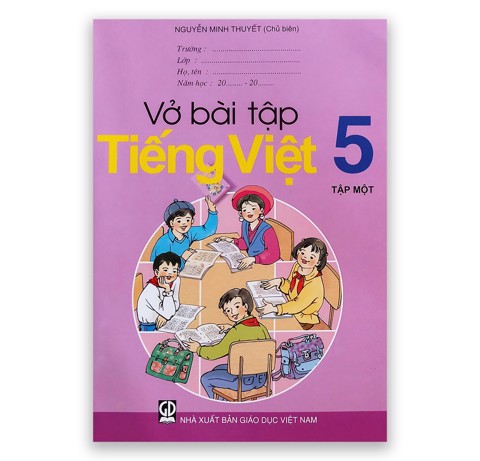 NGUYỄN MINH THUYẾT (Chủ biên)
Trường : ........................................
Lớp : ........................................
Họ, tên : ........................................
Năm học : 20........ - 20........
Vở bài tập
Tiếng Việt 5
TẬP MỘT
GD
NHÀ XUẤT BẢN GIÁO DỤC VIỆT NAM